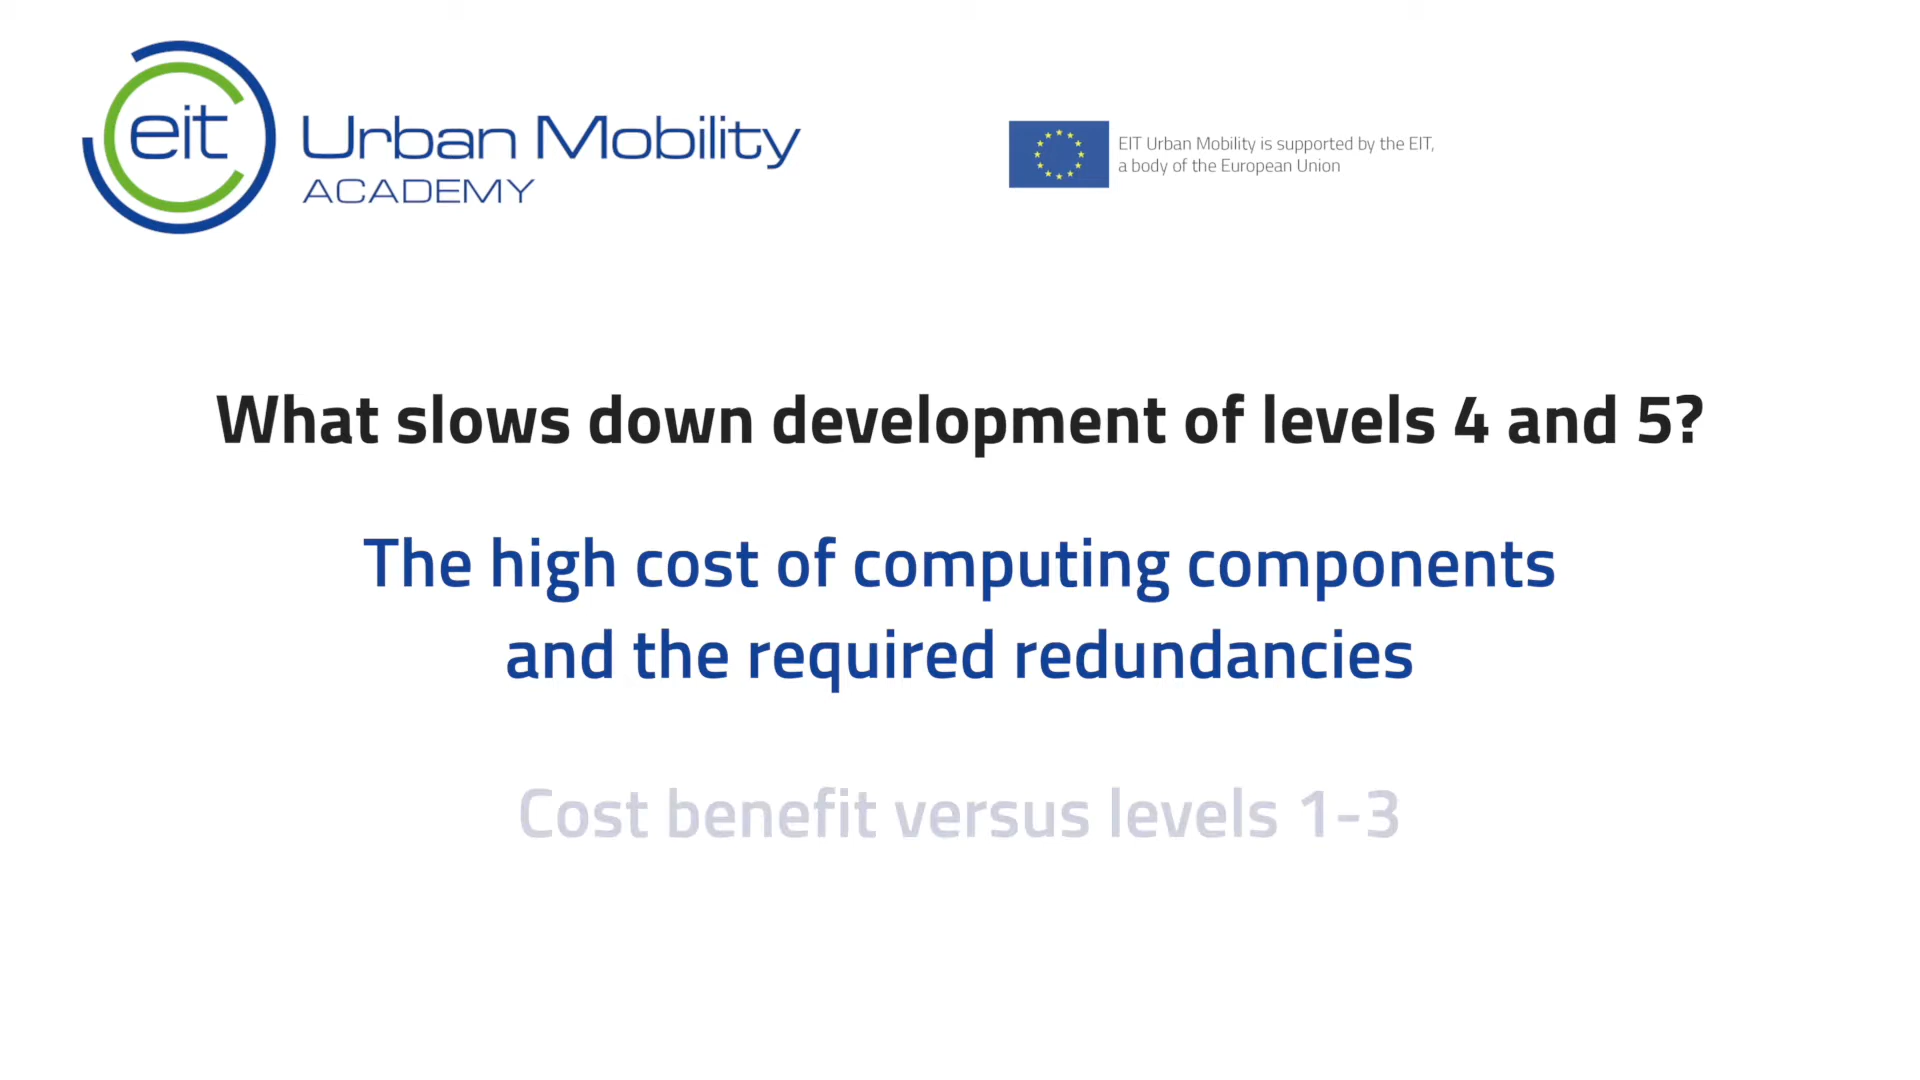 eit
Urban Mobility
ACADEMY
EIT Urban Mobility is supported by the EIT,
a body of the European Union
What slows down development of levels 4 and 5?
The high cost of computing components
and the required redundancies
Cost benefit versus levels 1-3